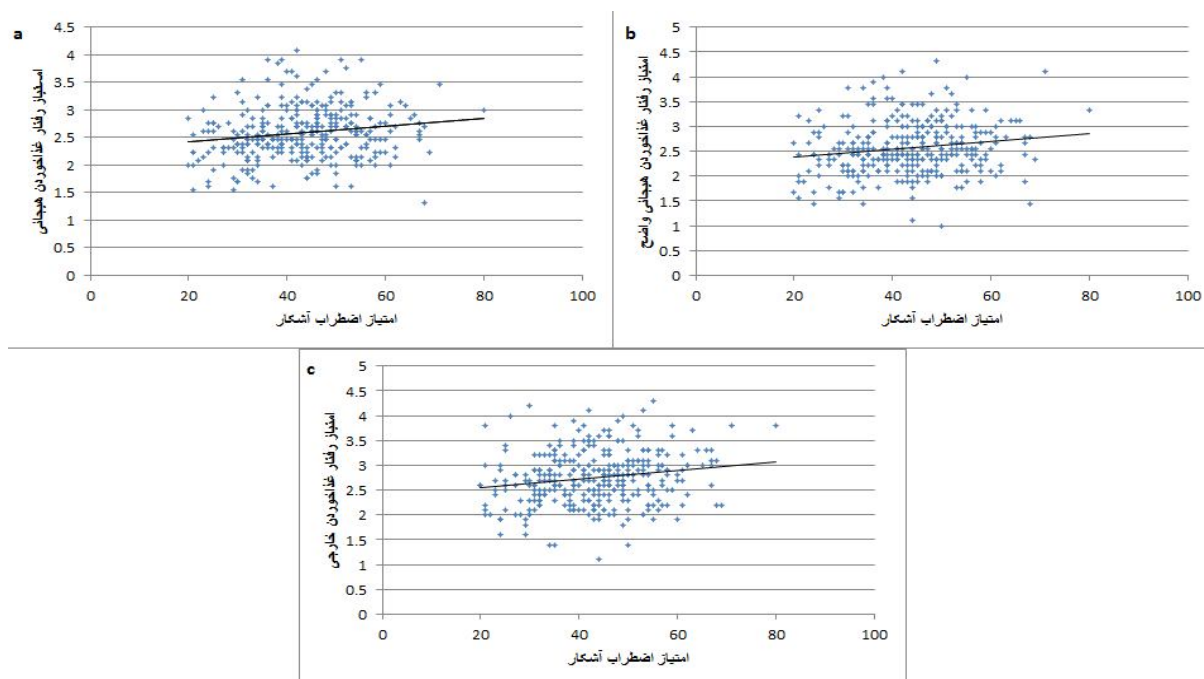 a
امتیاز رفتار غذاخوردن هیجانی
4.5
4
3.5
3
2.5
2
1.5
1
0.5
0
0 20 40 60 80 100
امتیاز اضطراب آشکار
b
امتیاز رفتار غذاخوردن هیجانی واضح
5
4.5
4
3.5
3
2.5
2
1.5
1
0.5
0
0 20 40 60 80 100
امتیاز اضطراب آشکار
c
امتیاز رفتار غذاخوردن خارجی
5
4.5
4
3.5
3
2.5
2
1.5
1
0.5
0
0 20 40 60 80 100
امتیاز اضطراب آشکار